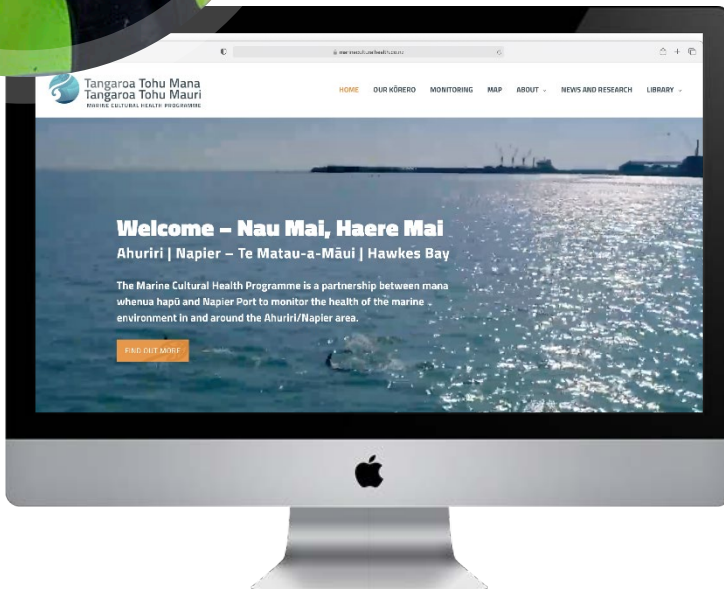 Tangaroa Tohu Mana
Tangaroa Tohu Mauri
MARINE CULTURAL HEALTH PROGRAMME
HOME OUR KŌRERO MONITORING MAP ABOUT NEWS AND RESEARCH LIBRARY
Welcome – Nau Mai, Haere Mai
Ahuriri | Napier – Te Matau-a-Māui | Hawkes Bay
The Marine Cultural Health Programme is a partnership between mana
whenua hapū and Napier Port to monitor the health of the marine
environment in and around the Ahuriri/Napier area.
FIND OUT MORE